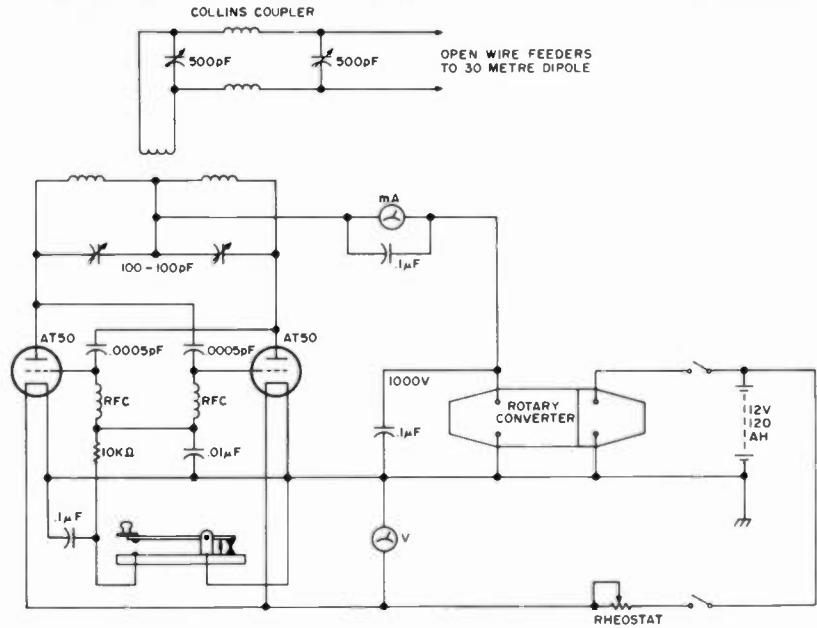 COLLINS COUPLER
500pF
500pF
OPEN WIRE FEEDERS
TO 30 METRE DIPOLE
mA
.1µF
100-100pF
AT50
.0005pF
.0005pF
AT50
RFC
RFC
1000V
.1µF
ROTARY
CONVERTER
12V
120
AH
10KΩ
.01µF
.1µF
V
RHEOSTAT